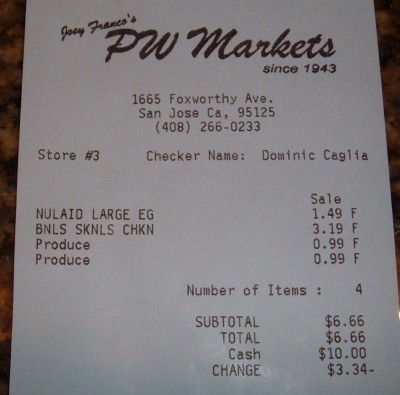 Joey Franco's
PW Markets
since 1943
1665 Foxworthy Ave.
San Jose Ca, 95125
(408) 266-0233
Store #3 Checker Name: Dominic Caglia
Sale
NULAID LARGE EG 1.49 F
BNLS SKNLS CHKN 3.19 F
Produce 0.99 F
Produce 0.99 F
Number of Items : 4
SUBTOTAL $6.66
TOTAL $6.66
Cash $10.00
CHANGE $3.34-